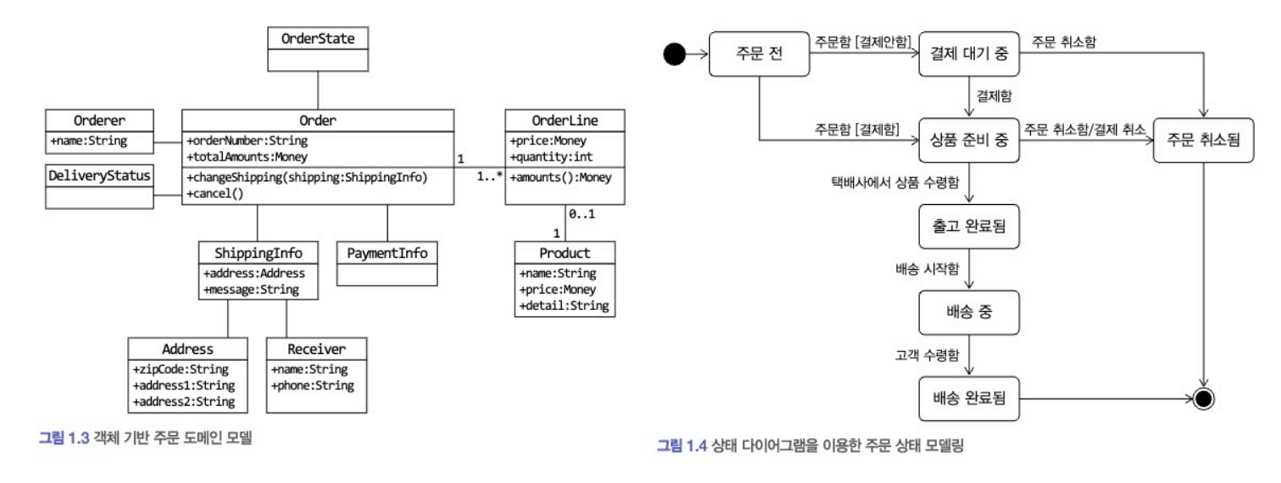 OrderState
Orderer
+name:String
DeliveryStatus
Order
+orderNumber:String
+totalAmounts:Money
+changeShipping(shipping:ShippingInfo)
+cancel()
1
1..*
OrderLine
+price:Money
+quantity:int
+amounts():Money
0..1
1
Product
+name:String
+price:Money
+detail:String
ShippingInfo
+address:Address
+message:String
PaymentInfo
Address
+zipCode:String
+address1:String
+address2:String
Receiver
+name:String
+phone:String
그림 1.3 객체 기반 주문 도메인 모델
주문 전
주문함 [결제안함]
결제 대기 중
주문 취소함
결제함
주문함 [결제함]
상품 준비 중
주문 취소함/결제 취소
주문 취소됨
택배사에서 상품 수령함
출고 완료됨
배송 시작함
배송 중
고객 수령함
배송 완료됨
그림 1.4 상태 다이어그램을 이용한 주문 상태 모델링